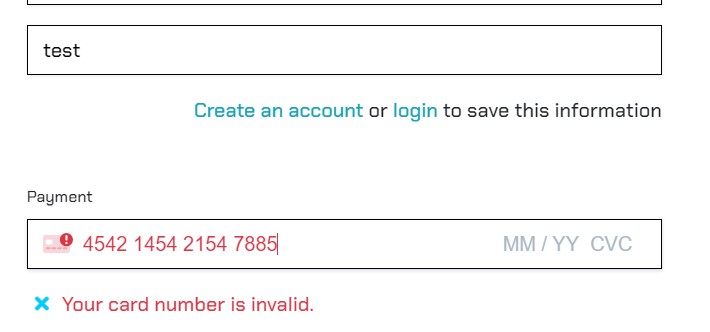 test
Create an account or login to save this information
Payment
4542 1454 2154 7885 MM / YY CVC
Your card number is invalid.